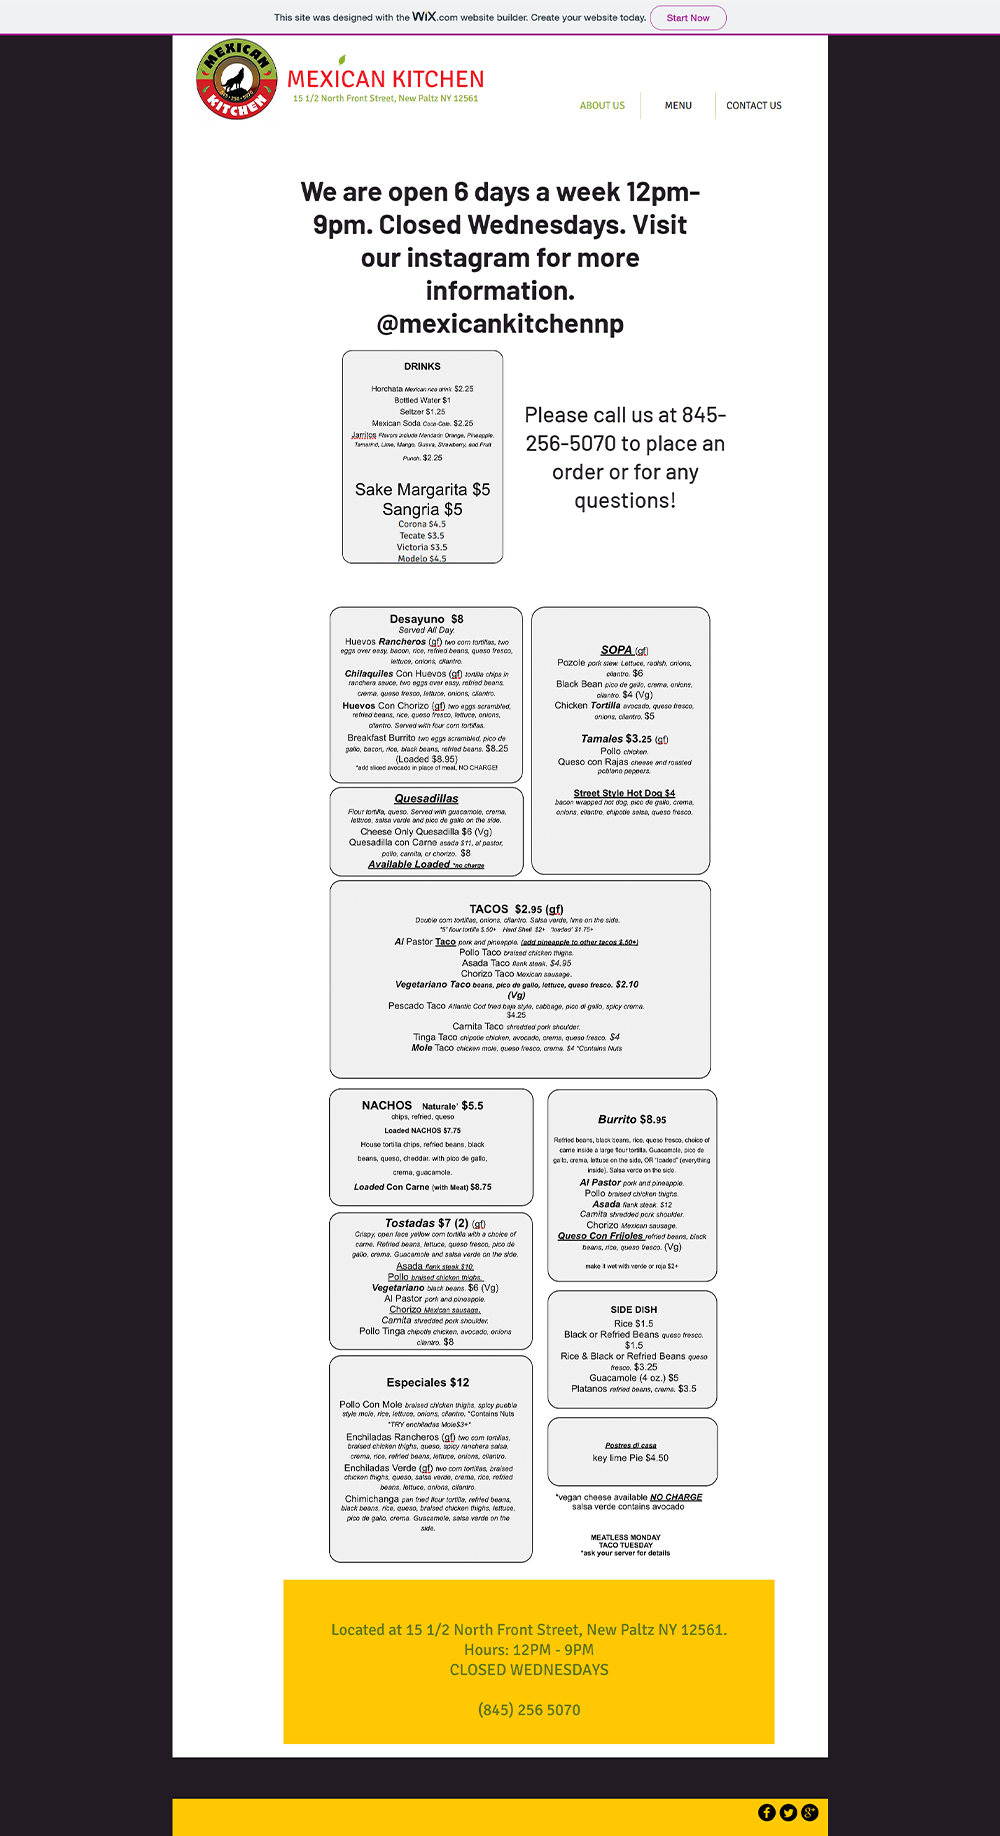 This site was designed with the WiX.com website builder. Create your website today. Start Now
MEXICAN
KITCHEN
MEXICAN KITCHEN
15 1/2 North Front Street, New Paltz NY 12561
ABOUT US
MENU
CONTACT US
We are open 6 days a week 12pm-
9pm. Closed Wednesdays. Visit
our instagram for more
information.
@mexicankitchennp
DRINKS
Horchata Mexican rice drink. $2.25
Bottled Water $1
Seltzer $1.25
Mexican Soda Coca-Cola. $2.25
Jarritos Flavors include Mandarin Orange, Pineapple,
Tamarind, Lime, Mango, Guava, Strawberry, and Fruit
Punch. $2.25
Sake Margarita $5
Sangria $5
Corona $4.5
Tecate $3.5
Victoria $3.5
Modelo $4.5
Please call us at 845-
256-5070 to place an
order or for any
questions!
Desayuno $8
Served All Day.
Huevos Rancheros (gf) two corn tortillas, two
eggs over easy, bacon, rice, refried beans, queso fresco,
lettuce, onions, cilantro.
Chilaquiles Con Huevos (gf) tortilla chips in
ranchera sauce, two eggs over easy, refried beans,
crema, queso fresco, lettuce, onions, cilantro.
Huevos Con Chorizo (gf) two eggs scrambled,
refried beans, rice, queso fresco, lettuce, onions,
cilantro. Served with four corn tortillas.
Breakfast Burrito two eggs scrambled, pico de
gallo, bacon, rice, black beans, refried beans. $8.25
(Loaded $8.95)
*add sliced avocado in place of meat, NO CHARGE!
Quesadillas
Flour tortilla, queso. Served with guacamole, crema,
lettuce, salsa verde and pico de gallo on the side.
Cheese Only Quesadilla $6 (Vg)
Quesadilla con Carne asada $11, al pastor,
pollo, carnita, or chorizo. $8
Available Loaded *no charge
SOPA (gf)
Pozole pork stew. Lettuce, radish, onions,
cilantro. $6
Black Bean pico de gallo, crema, onions,
cilantro. $4 (Vg)
Chicken Tortilla avocado, queso fresco,
onions, cilantro. $5
Tamales $3.25 (gf)
Pollo chicken.
Queso con Rajas cheese and roasted
poblano peppers.
Street Style Hot Dog $4
bacon wrapped hot dog, pico de gallo, crema,
onions, cilantro, chipotle salsa, queso fresco.
TACOS $2.95 (gf)
Double corn tortillas, onions, cilantro. Salsa verde, lime on the side.
*5" flour tortilla $.50+ Hard Shell $2+ "loaded" $1.75+
Al Pastor Taco pork and pineapple. (add pineapple to other tacos $.50+)
Pollo Taco braised chicken thighs.
Asada Taco flank steak. $4.95
Chorizo Taco Mexican sausage.
Vegetariano Taco beans, pico de gallo, lettuce, queso fresco. $2.10
(Vg)
Pescado Taco Atlantic Cod fried baja style, cabbage, pico di gallo, spicy crema.
$4.25
Carnita Taco shredded pork shoulder.
Tinga Taco chipotle chicken, avocado, crema, queso fresco. $4
Mole Taco chicken mole, queso fresco, crema. $4 *Contains Nuts
NACHOS Naturale' $5.5
chips, refried, queso
Loaded NACHOS $7.75
House tortilla chips, refried beans, black
beans, queso, cheddar. with pico de gallo,
crema, guacamole.
Loaded Con Carne (with Meat) $8.75
Tostadas $7 (2) (gf)
Crispy, open face yellow corn tortilla with a choice of
carne. Refried beans, lettuce, queso fresco, pico de
gallo, crema. Guacamole and salsa verde on the side.
Asada flank steak $10.
Pollo braised chicken thighs.
Vegetariano black beans. $6 (Vg)
Al Pastor pork and pineapple.
Chorizo Mexican sausage.
Carnita shredded pork shoulder.
Pollo Tinga chipotle chicken, avocado, onions
cilantro. $8
Especiales $12
Pollo Con Mole braised chicken thighs, spicy puebla
style mole, rice, lettuce, onions, cilantro, *Contains Nuts
*TRY enchiladas Mole$3+*
Enchiladas Rancheros (gf) two corn tortillas,
braised chicken thighs, queso, spicy ranchera salsa,
crema, rice, refried beans, lettuce, onions, cilantro.
Enchiladas Verde (gf) two corn tortillas, braised
chicken thighs, queso, salsa verde, crema, rice, refried
beans, lettuce, onions, cilantro.
Chimichanga pan fried flour tortilla, refried beans,
black beans, rice, queso, braised chicken thighs, lettuce,
pico de gallo, crema. Guacamole, salsa verde on the
side.
Burrito $8.95
Refried beans, black beans, rice, queso fresco, choice of
carne inside a large flour tortilla. Guacamole, pico de
gallo, crema, lettuce on the side, OR "loaded" (everything
inside). Salsa verde on the side.
Al Pastor pork and pineapple.
Pollo braised chicken thighs.
Asada flank steak. $12
Carnita shredded pork shoulder.
Chorizo Mexican sausage.
Queso Con Frijoles refried beans, black
beans, rice, queso fresco. (Vg)
make it wet with verde or roja $2+
SIDE DISH
Rice $1.5
Black or Refried Beans queso fresco.
$1.5
Rice & Black or Refried Beans queso
fresco. $3.25
Guacamole (4 oz.) $5
Platanos refried beans, crema. $3.5
Postres di casa
key lime Pie $4.50
*vegan cheese available NO CHARGE
salsa verde contains avocado
MEATLESS MONDAY
TACO TUESDAY
*ask your server for details
Located at 15 1/2 North Front Street, New Paltz NY 12561.
Hours: 12PM - 9PM
CLOSED WEDNESDAYS
(845) 256 5070